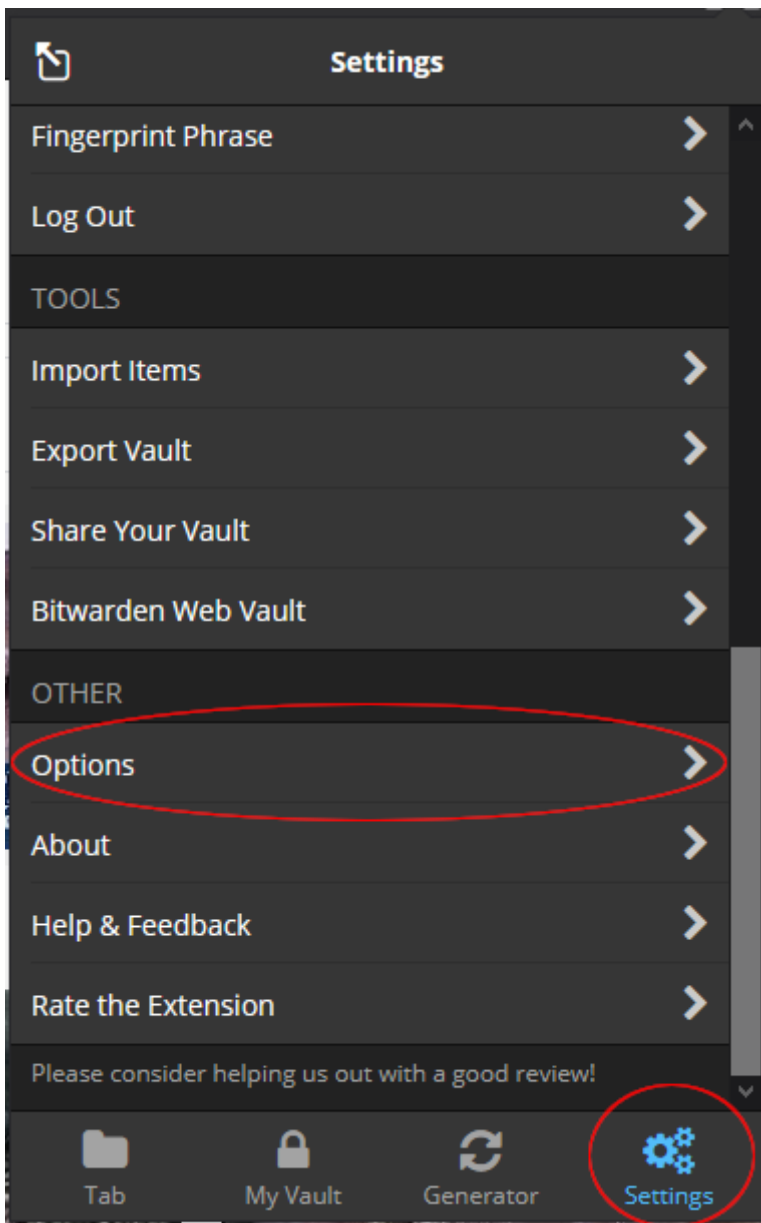 Settings
Fingerprint Phrase
Log Out
TOOLS
Import Items
Export Vault
Share Your Vault
Bitwarden Web Vault
OTHER
Options
About
Help & Feedback
Rate the Extension
Please consider helping us out with a good review!
Tab My Vault Generator Settings